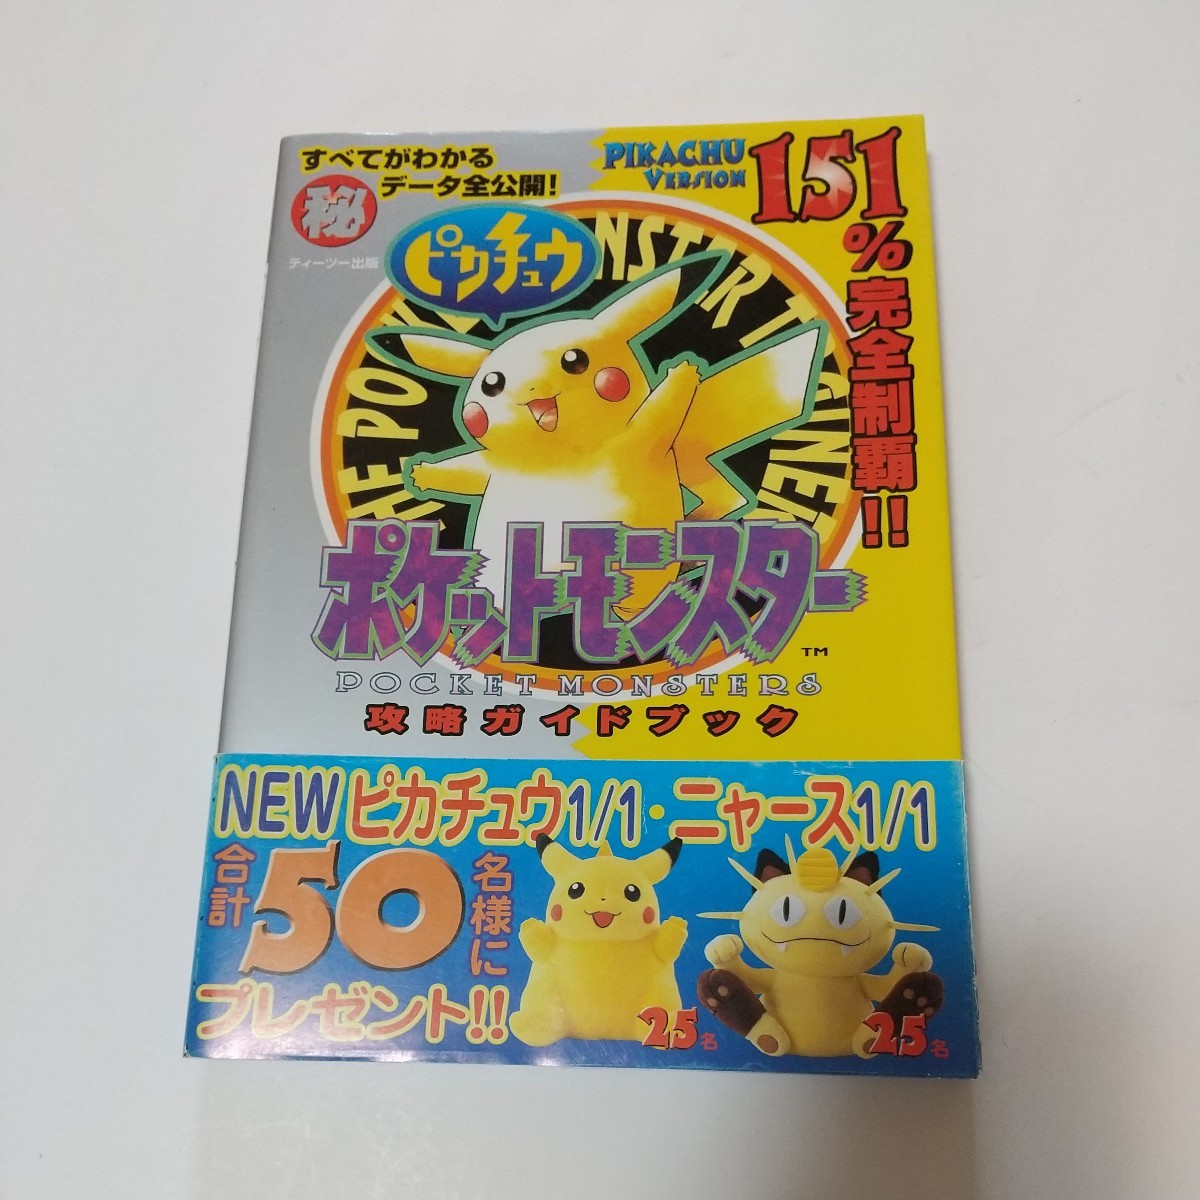 すべてがわかる
データ全公開!
秘
ティーツー出版
PIKACHU
VERSION
151
%
完全制覇!!
ピカチュウ
ポケットモンスター
TM
POCKET MONSTERS
攻略ガイドブック
NEWピカチュウ1/1・ニャース1/1
合計50名様に
プレゼント!!
25名
25名